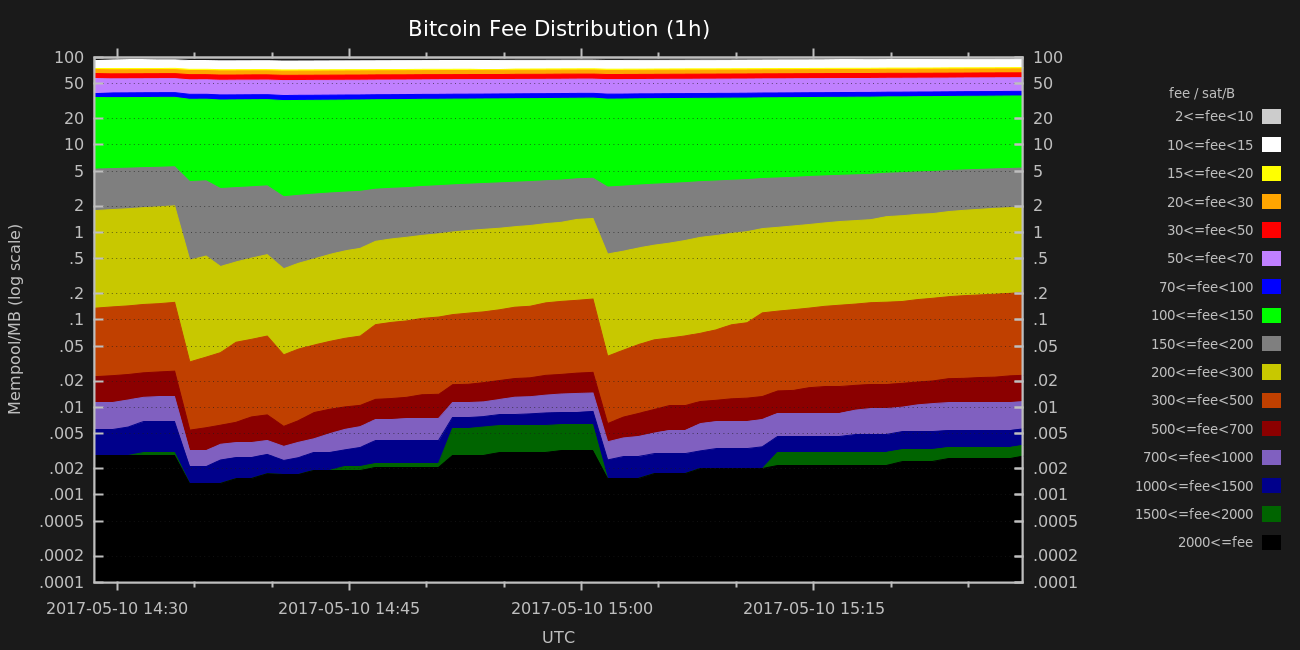 Bitcoin Fee Distribution (1h)
Mempool/MB (log scale)
100
50
20
10
5
2
1
.5
.2
.1
.05
.02
.01
.005
.002
.001
.0005
.0002
.0001
100
50
20
10
5
2
1
.5
.2
.1
.05
.02
.01
.005
.002
.001
.0005
.0002
.0001
2017-05-10 14:30
2017-05-10 14:45
2017-05-10 15:00
2017-05-10 15:15
UTC
fee / sat/B
2<=fee<10
10<=fee<15
15<=fee<20
20<=fee<30
30<=fee<50
50<=fee<70
70<=fee<100
100<=fee<150
150<=fee<200
200<=fee<300
300<=fee<500
500<=fee<700
700<=fee<1000
1000<=fee<1500
1500<=fee<2000
2000<=fee